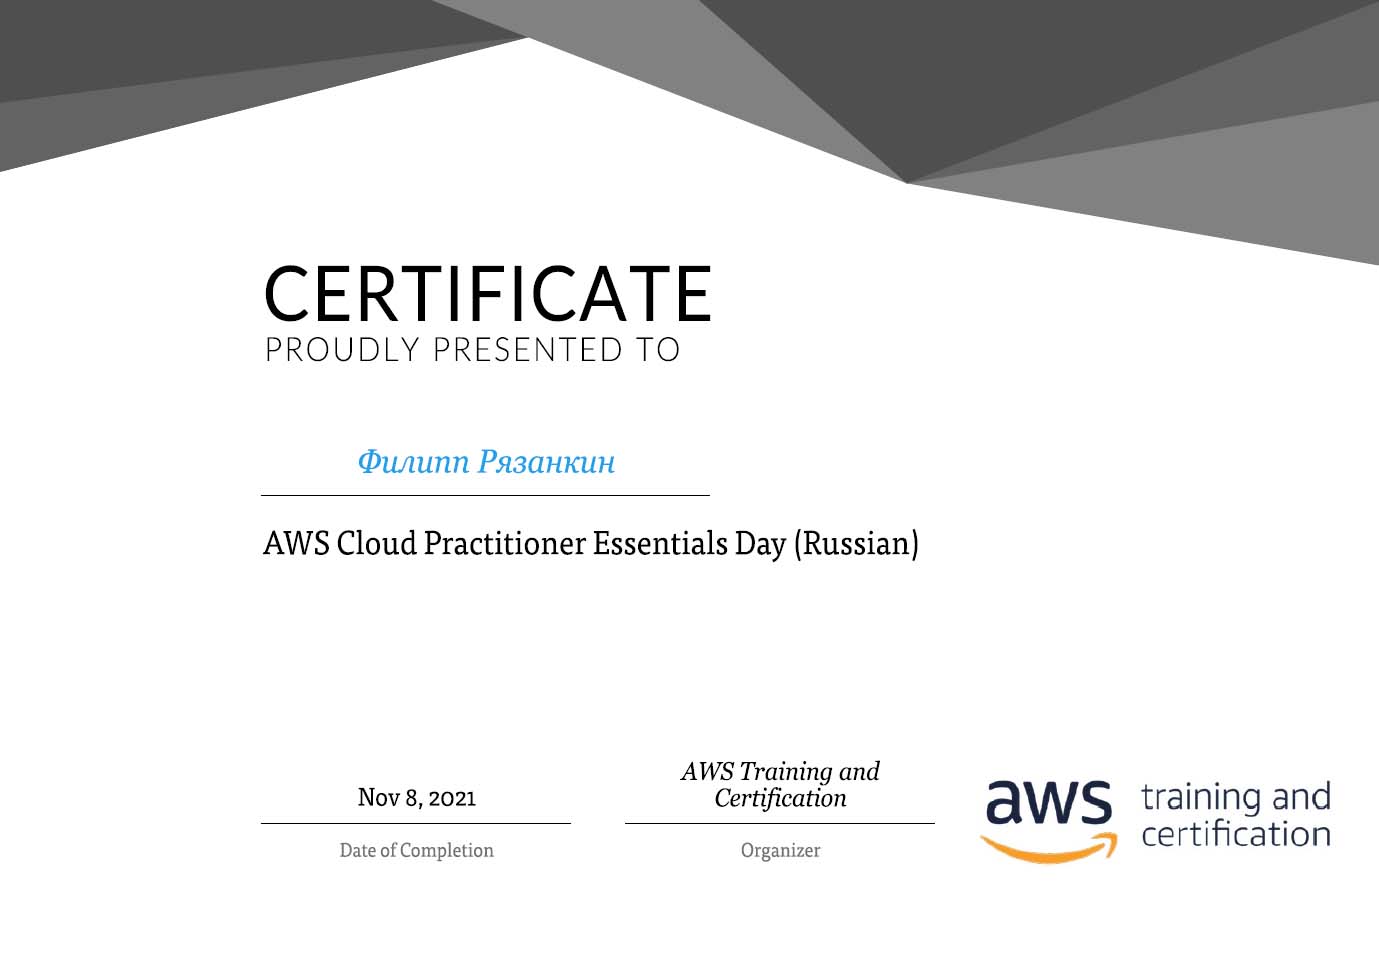 CERTIFICATE
PROUDLY PRESENTED TO
Филипп Рязанкин
AWS Cloud Practitioner Essentials Day (Russian)
Nov 8, 2021
Date of Completion
AWS Training and
Certification
Organizer
aws
training and
certification